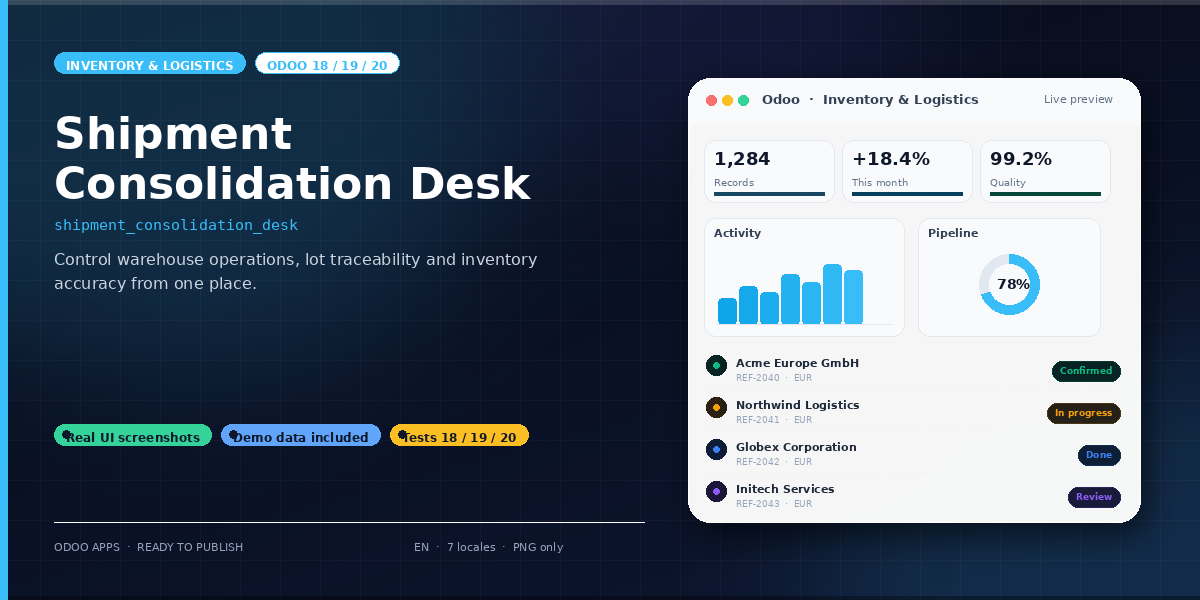 INVENTORY & LOGISTICS
ODOO 18 / 19 / 20
Shipment
Consolidation Desk
shipment_consolidation_desk
Control warehouse operations, lot traceability and inventory
accuracy from one place.
Real UI screenshots
Demo data included
Tests 18 / 19 / 20
ODOO APPS · READY TO PUBLISH
EN · 7 locales · PNG only
Odoo · Inventory & Logistics
Live preview
1,284
Records
+18.4%
This month
99.2%
Quality
Activity
Pipeline
78%
Acme Europe GmbH
REF-2040 · EUR
Confirmed
Northwind Logistics
REF-2041 · EUR
In progress
Globex Corporation
REF-2042 · EUR
Done
Initech Services
REF-2043 · EUR
Review